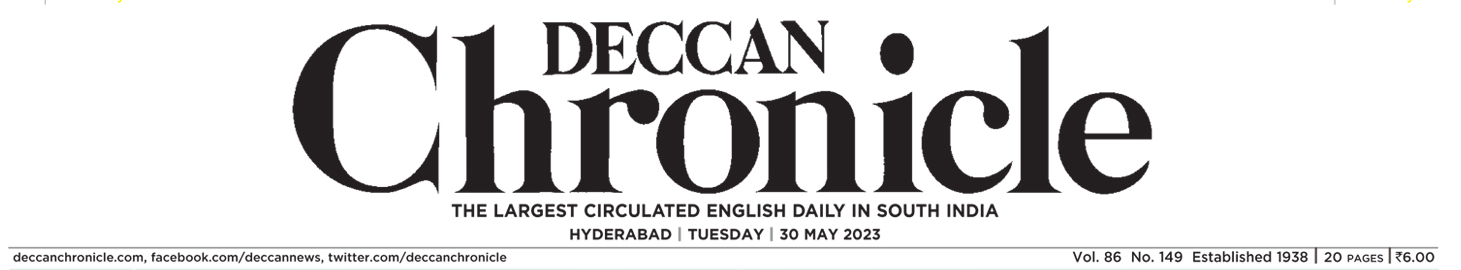 DECCAN
Chronicle
THE LARGEST CIRCULATED ENGLISH DAILY IN SOUTH INDIA
HYDERABAD | TUESDAY | 30 MAY 2023
deccanchronicle.com, facebook.com/deccannews, twitter.com/deccanchronicle
Vol. 86 No. 149 Established 1938 | 20 PAGES | ₹6.00